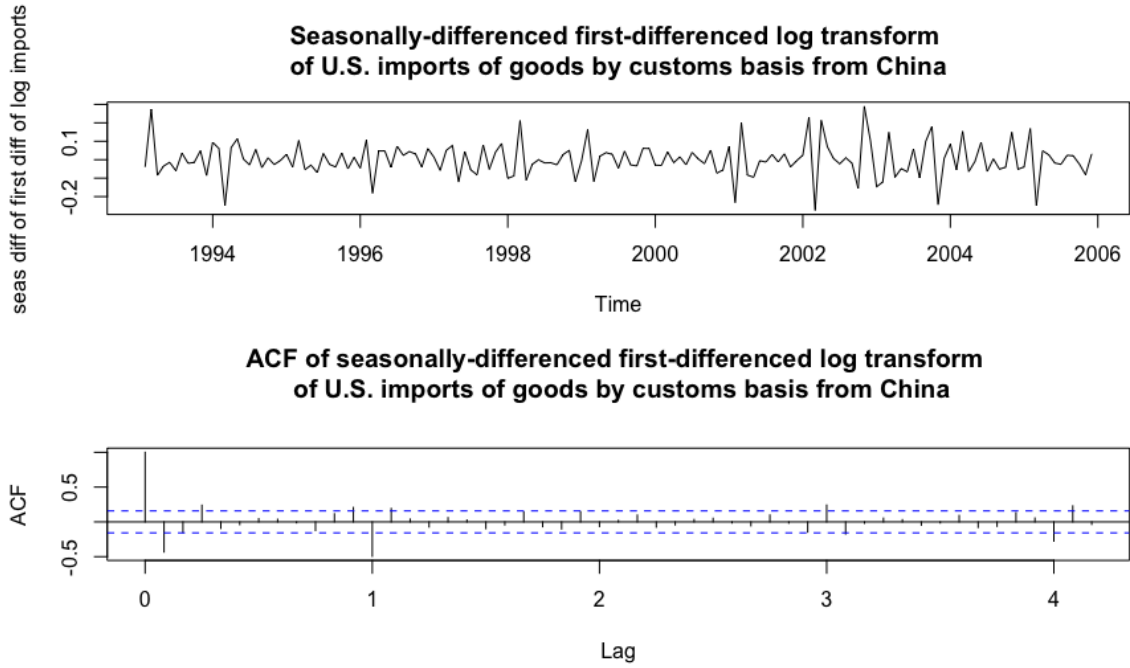 Seasonally-differenced first-differenced log transform
of U.S. imports of goods by customs basis from China
seas diff of first diff of log imports
0.1
-0.2
1994
1996
1998
2000
2002
2004
2006
Time
ACF of seasonally-differenced first-differenced log transform
of U.S. imports of goods by customs basis from China
ACF
0.5
-0.5
0
1
2
3
4
Lag